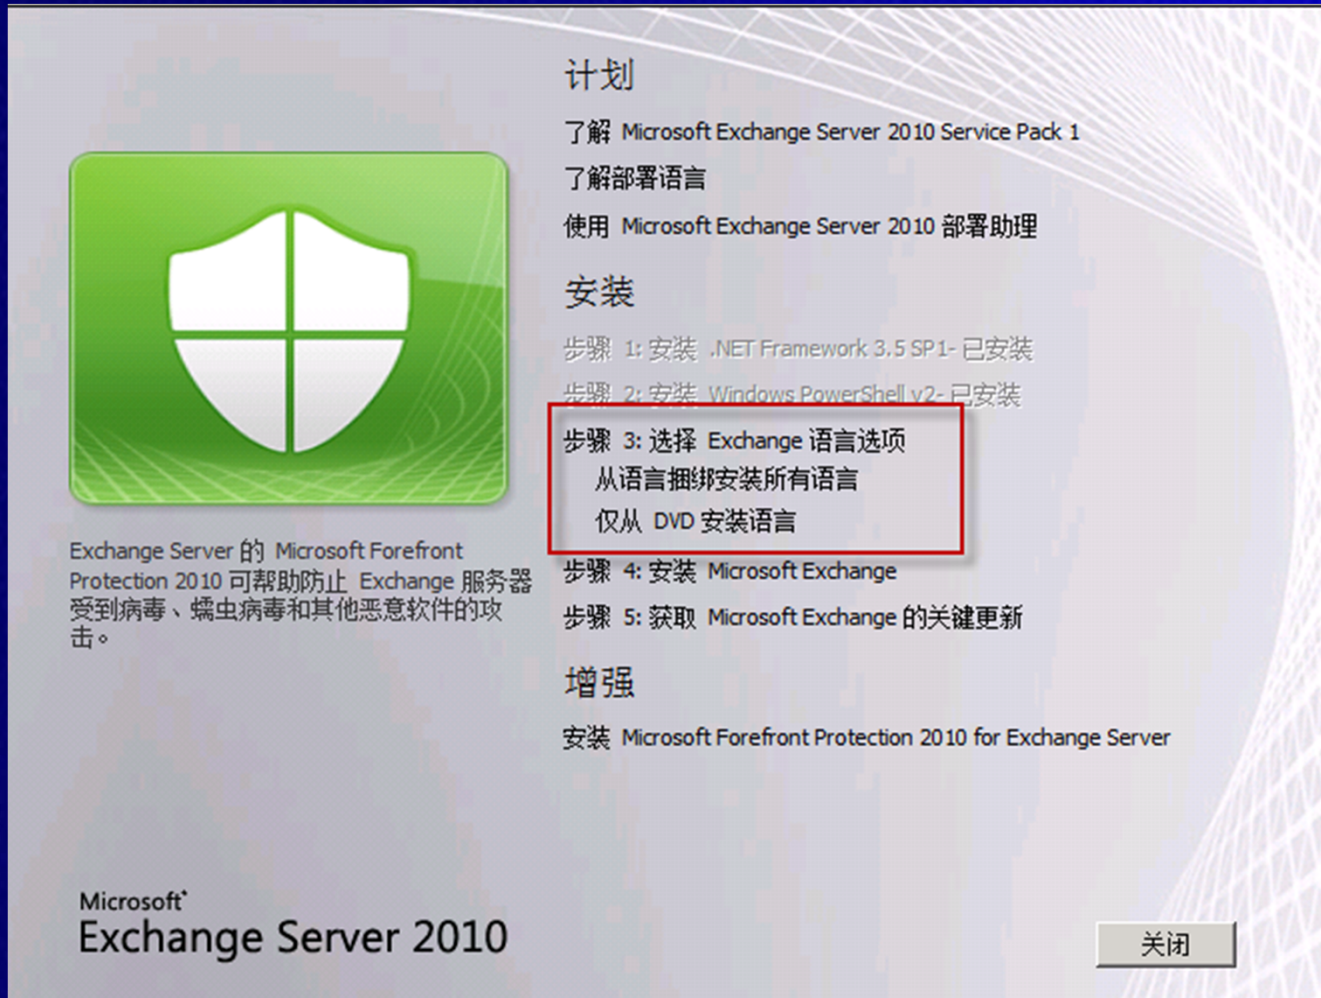 计划
了解 Microsoft Exchange Server 2010 Service Pack 1
了解部署语言
使用 Microsoft Exchange Server 2010 部署助理
安装
步骤 1: 安装 .NET Framework 3.5 SP1- 已安装
步骤 2: 安装 Windows PowerShell v2- 已安装
步骤 3: 选择 Exchange 语言选项
从语言捆绑安装所有语言
仅从 DVD 安装语言
步骤 4: 安装 Microsoft Exchange
步骤 5: 获取 Microsoft Exchange 的关键更新
增强
安装 Microsoft Forefront Protection 2010 for Exchange Server
Exchange Server 的 Microsoft Forefront
Protection 2010 可帮助防止 Exchange 服务器
受到病毒、蠕虫病毒和其他恶意软件的攻
击。
Microsoft
Exchange Server 2010
关闭